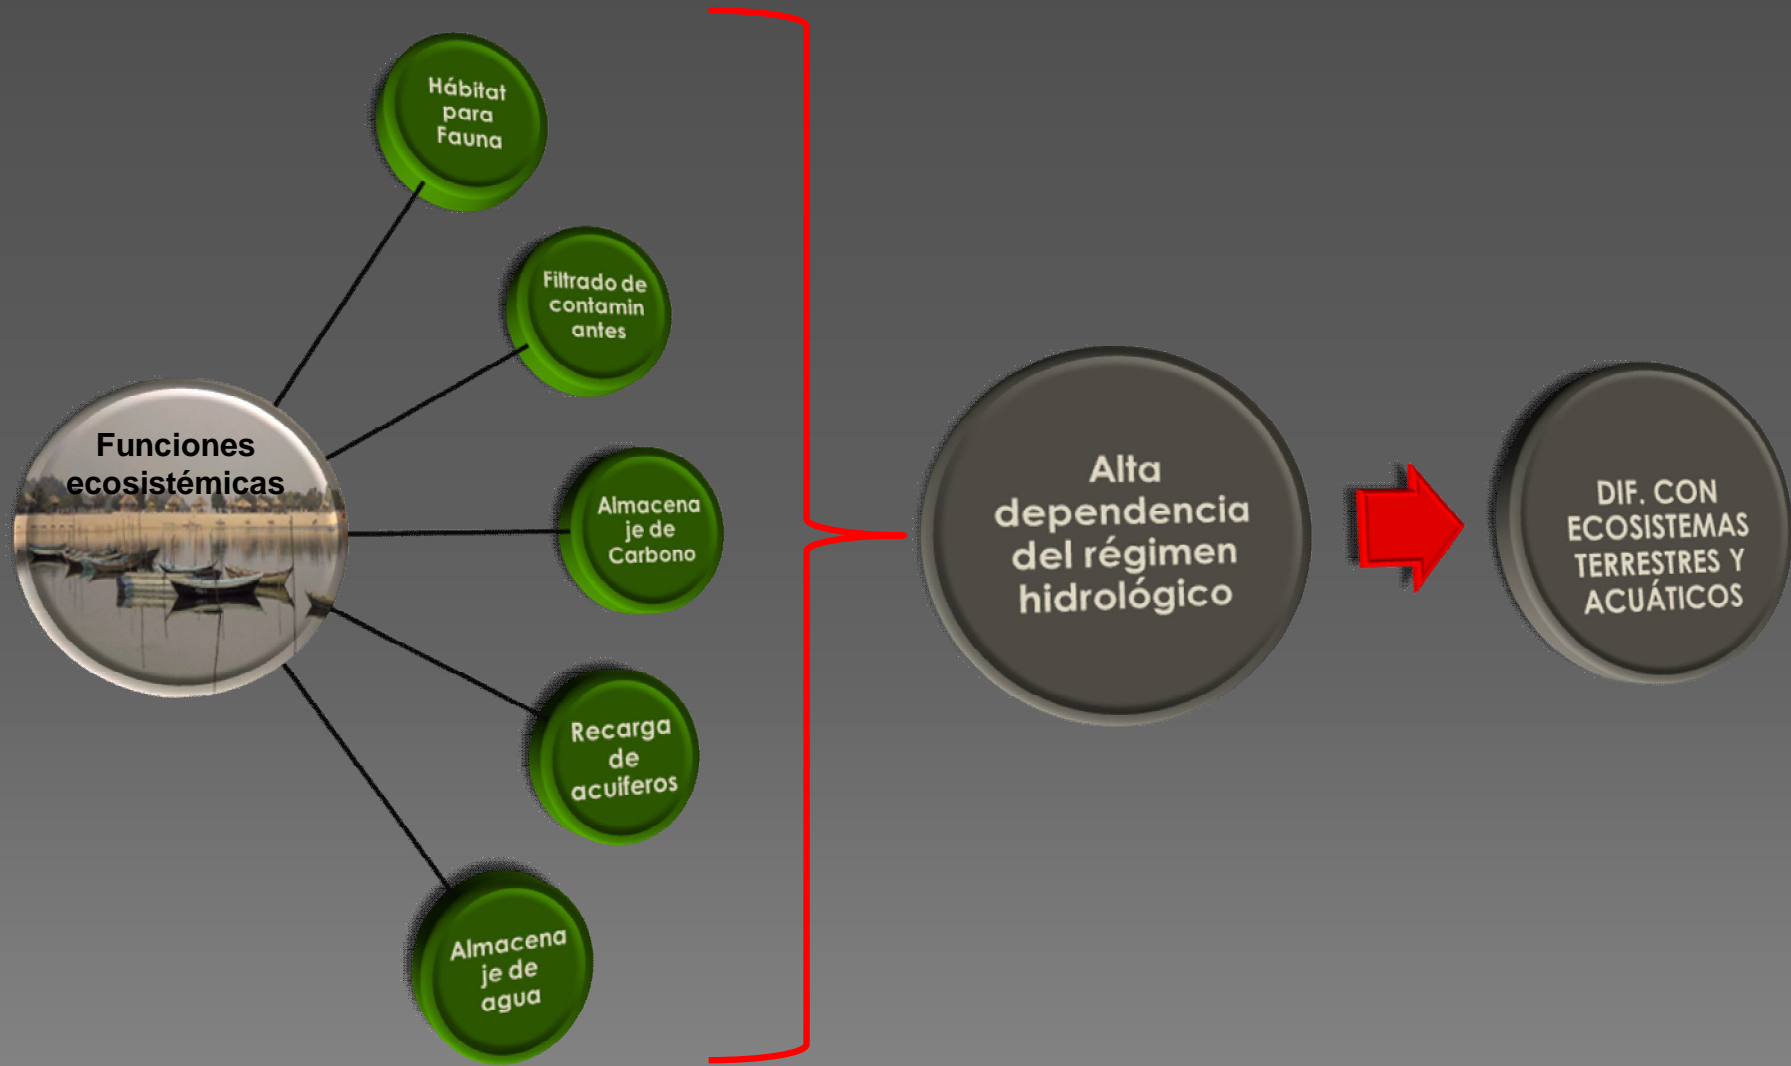 Funciones
ecosistémicas
Hábitat
para
Fauna
Filtrado de
contamin
antes
Almacena
je de
Carbono
Recarga
de
acuiferos
Almacena
je de
agua
Alta
dependencia
del régimen
hidrológico
DIF. CON
ECOSISTEMAS
TERRESTRES Y
ACUÁTICOS